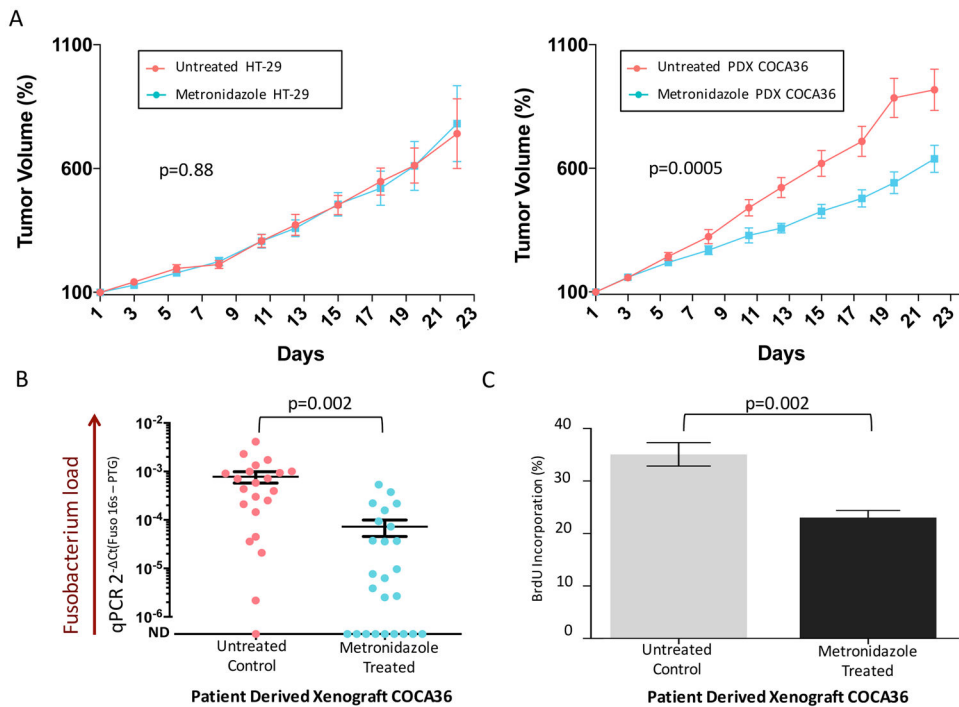 A
1100
600
100
Tumor Volume (%)
Untreated HT-29
Metronidazole HT-29
p=0.88
1 3 5 7 9 11 13 15 17 19 21 23
Days
1100
600
100
Tumor Volume (%)
Untreated PDX COCA36
Metronidazole PDX COCA36
p=0.0005
1 3 5 7 9 11 13 15 17 19 21 23
Days
B
p=0.002
Fusobacterium load
qPCR 2-ΔCt(Fuso 16s – PTG)
10-2
10-3
10-4
10-5
10-6
ND
Untreated
Control
Metronidazole
Treated
Patient Derived Xenograft COCA36
C
p=0.002
BrdU Incorporation (%)
40
30
20
10
0
Untreated
Control
Metronidazole
Treated
Patient Derived Xenograft COCA36